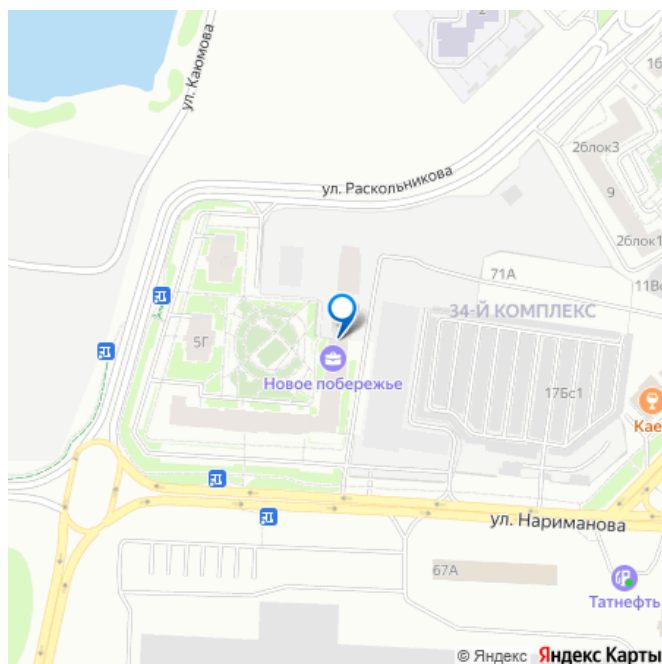 2
ул. Каюмова
16
ул. Раскольникова
2блок3
9
2блок1
71А
11В
34-Й КОМПЛЕКС
5Г
Новое побережье
17Бс1
Кае
ул. Нариманова
67А
Татнефть
© Яндекс Яндекс Карты